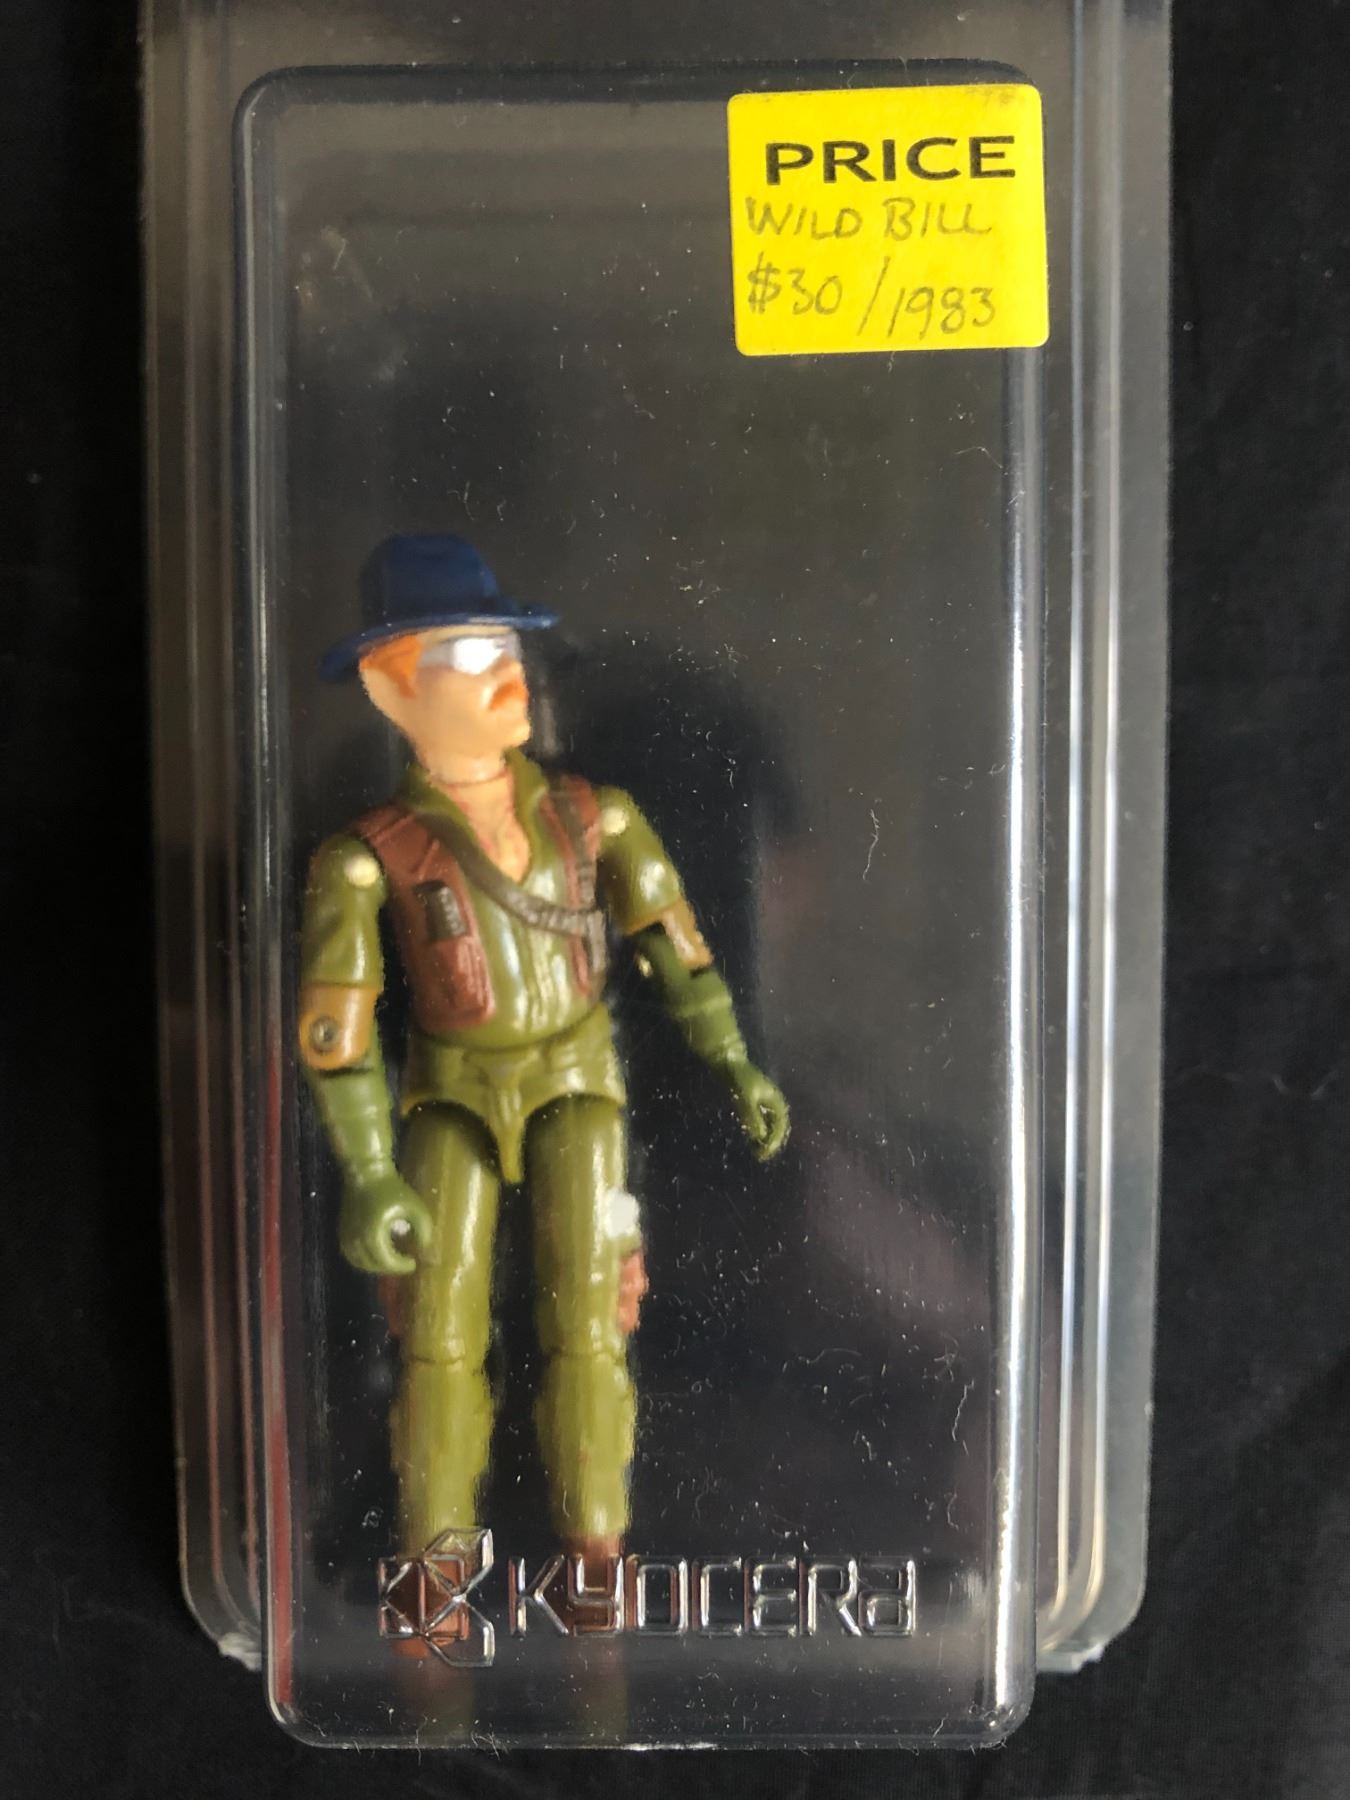 PRICE
WILD BILL
$30/1983
KYOCERA